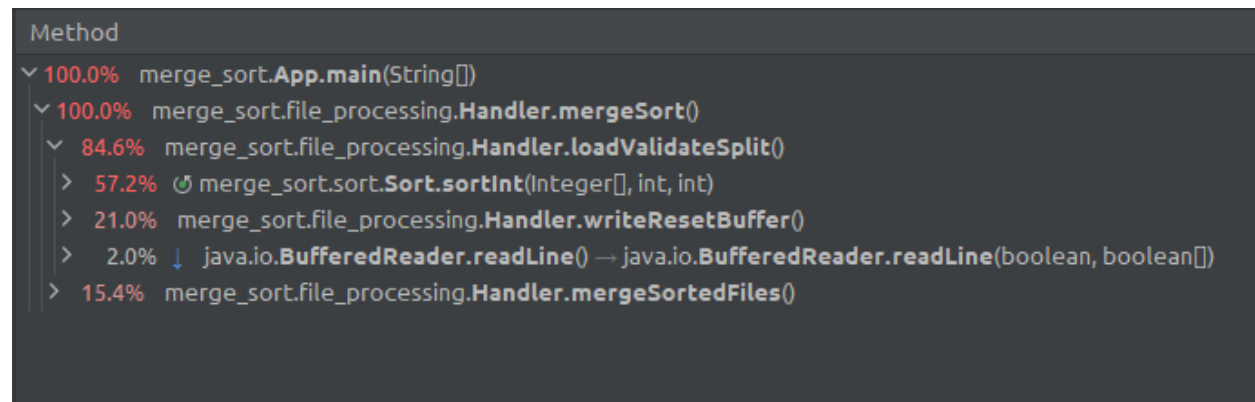 Method
100.0% merge_sort.App.main(String[])
100.0% merge_sort.file_processing.Handler.mergeSort()
84.6% merge_sort.file_processing.Handler.loadValidateSplit()
57.2% merge_sort.sort.Sort.sortInt(Integer[], int, int)
21.0% merge_sort.file_processing.Handler.writeResetBuffer()
2.0% ↓ java.io.BufferedReader.readLine() → java.io.BufferedReader.readLine(boolean, boolean[])
15.4% merge_sort.file_processing.Handler.mergeSortedFiles()